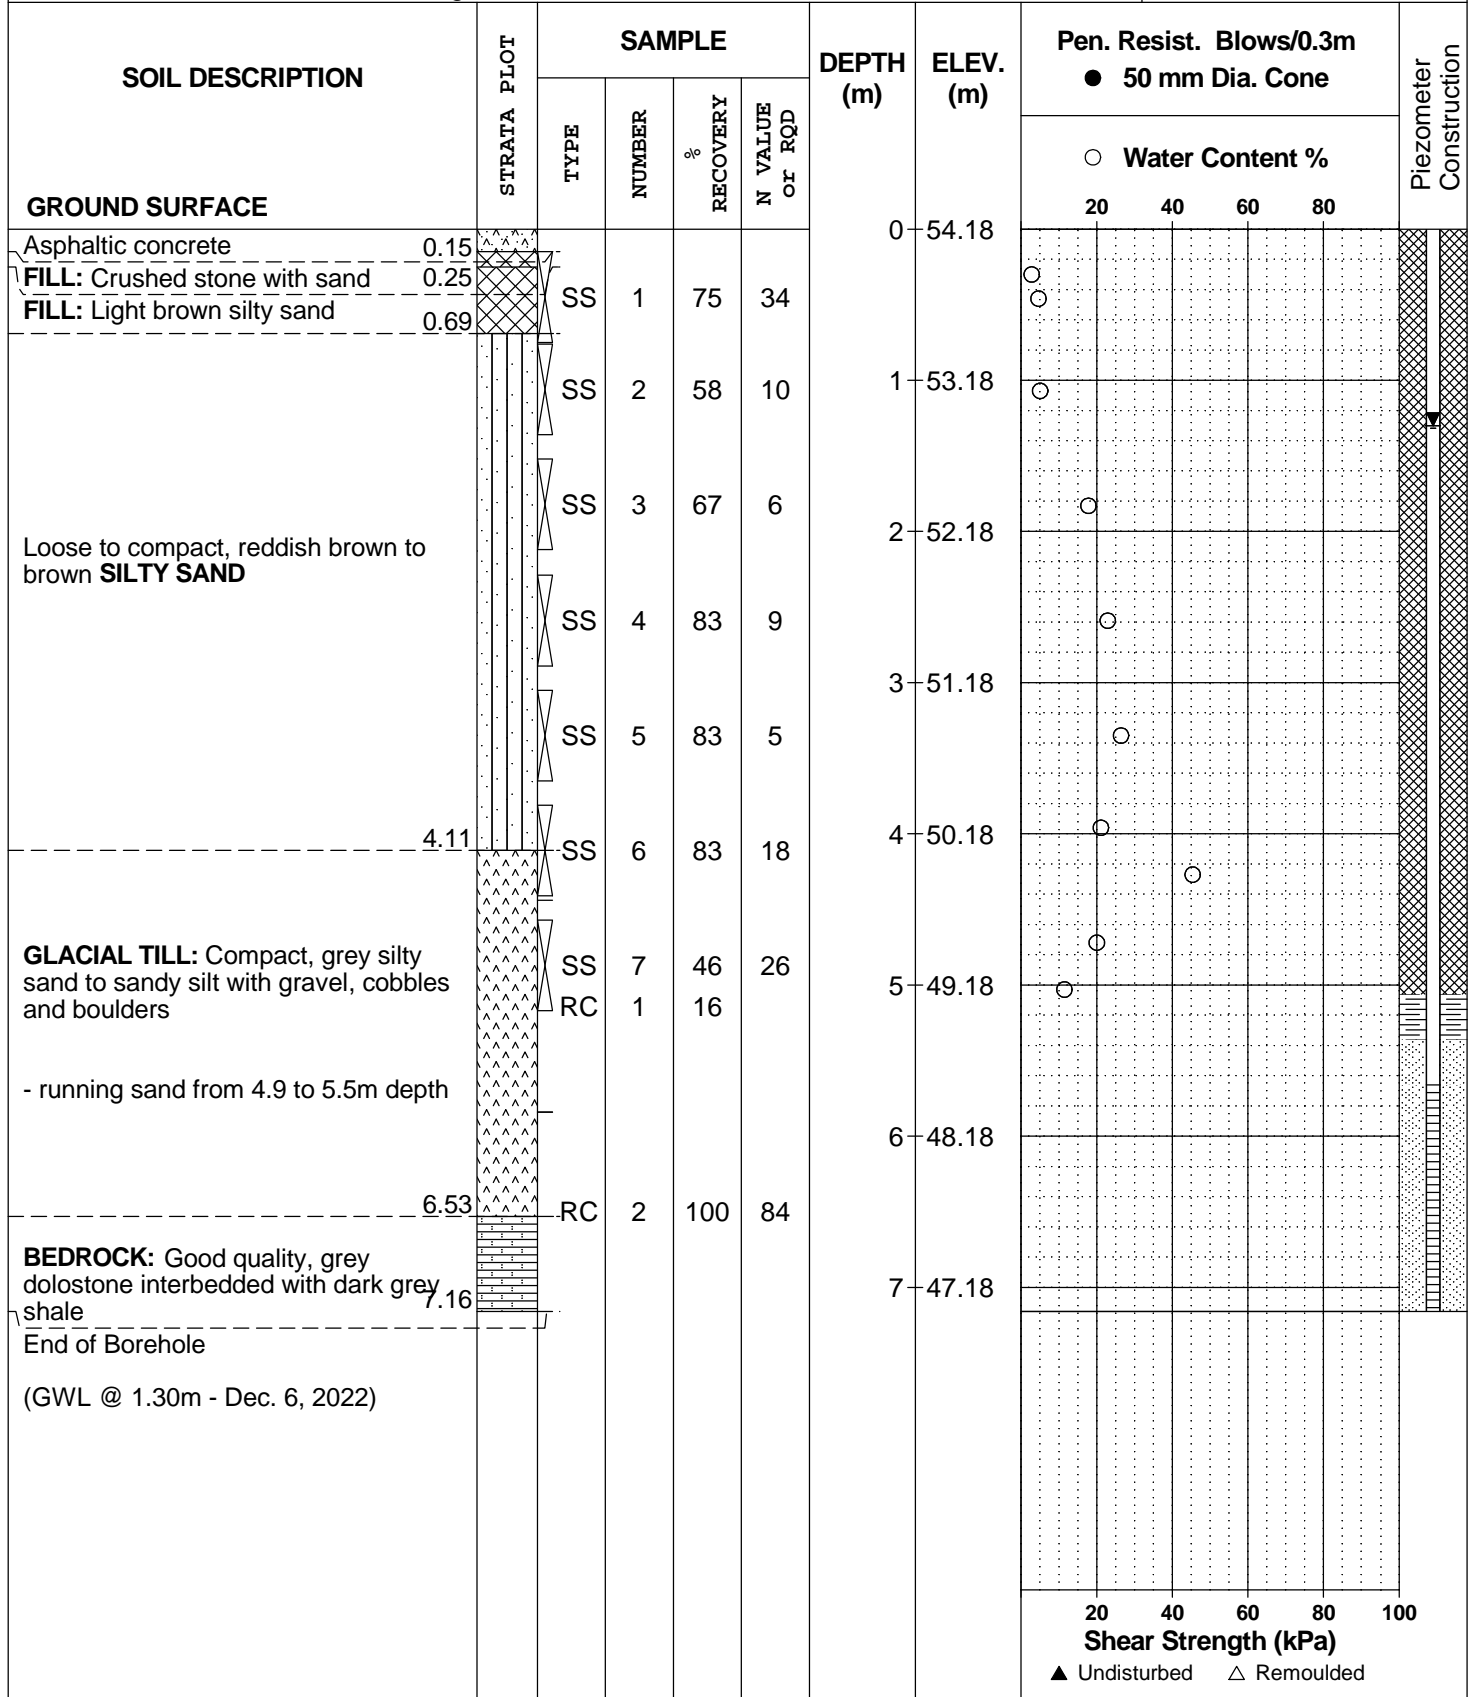 SOIL DESCRIPTION
GROUND SURFACE
STRATA PLOT
SAMPLE
TYPE
NUMBER
%
RECOVERY
N VALUE
or RQD
DEPTH
(m)
ELEV.
(m)
Pen. Resist. Blows/0.3m
● 50 mm Dia. Cone
○ Water Content %
20 40 60 80
Piezometer
Construction
0 54.18
Asphaltic concrete 0.15
FILL: Crushed stone with sand 0.25
FILL: Light brown silty sand
0.69
SS 1 75 34
SS 2 58 10
1 53.18
SS 3 67 6
2 52.18
Loose to compact, reddish brown to
brown SILTY SAND
SS 4 83 9
3 51.18
SS 5 83 5
4 50.18
4.11
SS 6 83 18
GLACIAL TILL: Compact, grey silty
sand to sandy silt with gravel, cobbles
and boulders
SS 7 46 26
5 49.18
RC 1 16
- running sand from 4.9 to 5.5m depth
6 48.18
6.53
RC 2 100 84
BEDROCK: Good quality, grey
dolostone interbedded with dark grey
shale
7.16
7 47.18
End of Borehole
(GWL @ 1.30m - Dec. 6, 2022)
20 40 60 80 100
Shear Strength (kPa)
▲ Undisturbed △ Remoulded